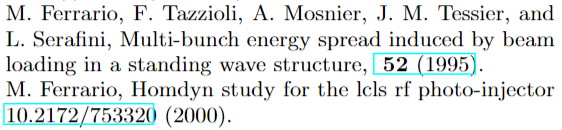 M. Ferrario, F. Tazzioli, A. Mosnier, J. M. Tessier, and
L. Serafini, Multi-bunch energy spread induced by beam
loading in a standing wave structure, 52 (1995).
M. Ferrario, Homdyn study for the lcls rf photo-injector
10.2172/753320 (2000).